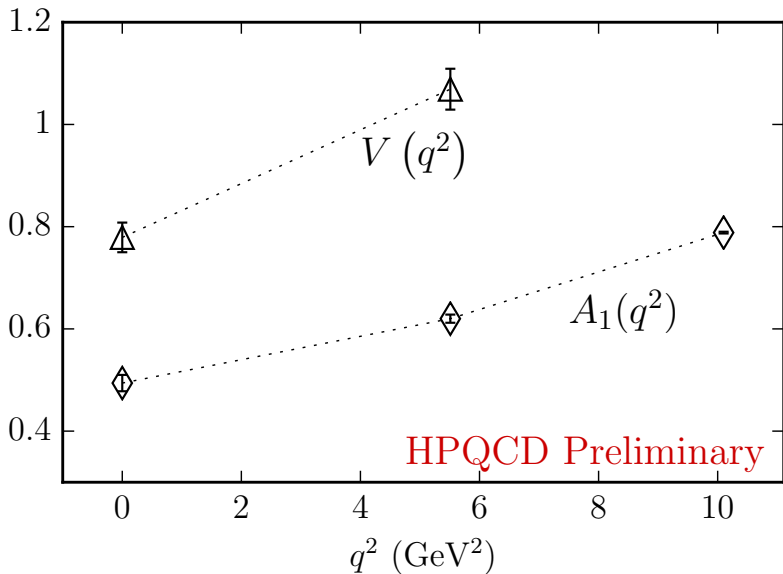 1.2
1
0.8
0.6
0.4
V (q²)
A₁(q²)
HPQCD Preliminary
0 2 4 6 8 10
q² (GeV²)